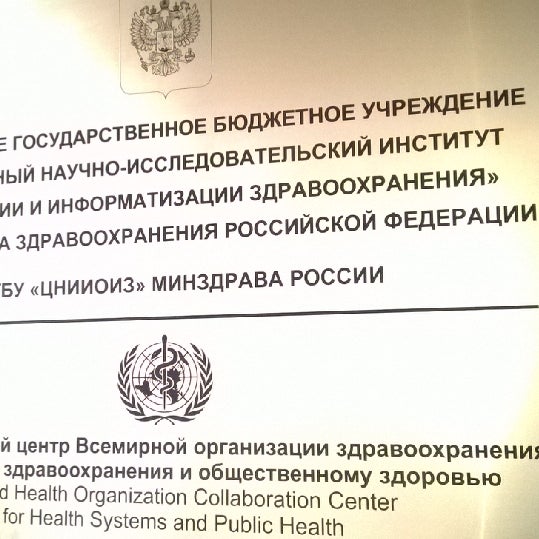 Е ГОСУДАРСТВЕННОЕ БЮДЖЕТНОЕ УЧРЕЖДЕНИЕ
НЫЙ НАУЧНО-ИССЛЕДОВАТЕЛЬСКИЙ ИНСТИТУТ
ИИ И ИНФОРМАТИЗАЦИИ ЗДРАВООХРАНЕНИЯ»
А ЗДРАВООХРАНЕНИЯ РОССИЙСКОЙ ФЕДЕРАЦИИ
ГБУ «ЦНИИОИЗ» МИНЗДРАВА РОССИИ
й центр Всемирной организации здравоохранения
здравоохранения и общественному здоровью
d Health Organization Collaboration Center
for Health Systems and Public Health